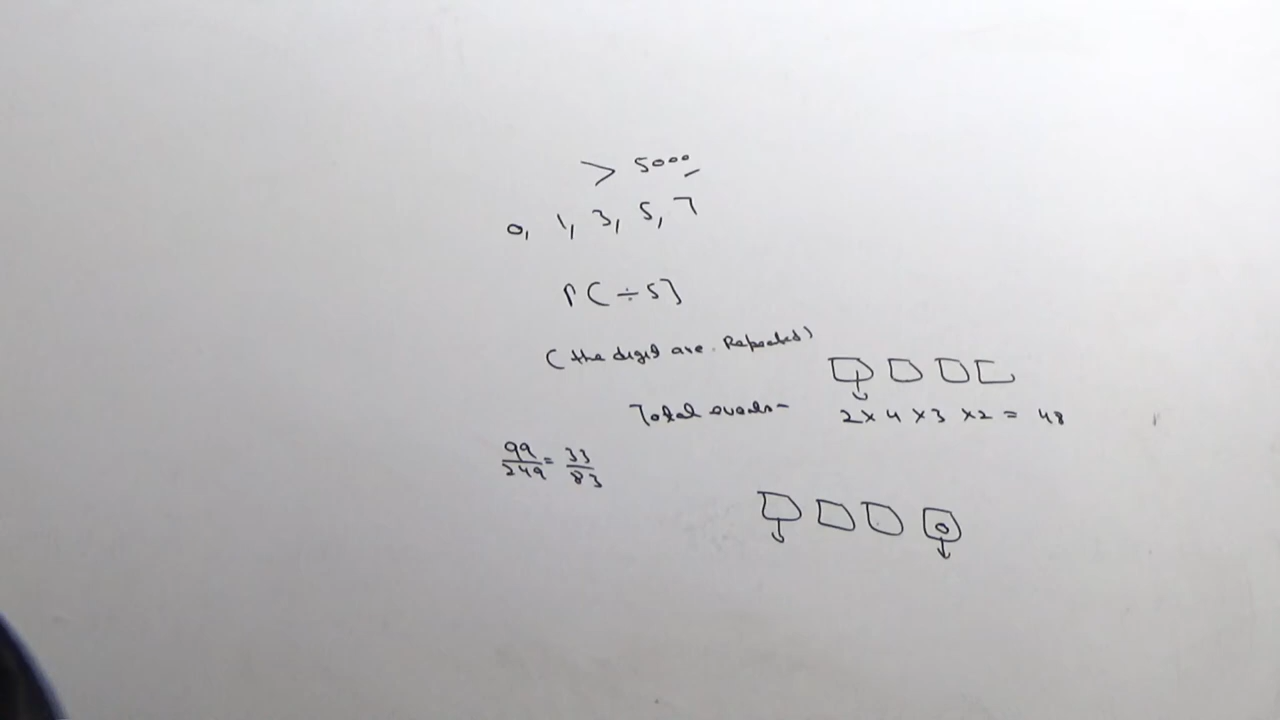 > 5000
0, 1, 3, 5, 7
P(÷5)
(the digit are. Repeated)
Total events-
2×4×3×2= 48
99/249 = 33/83
0